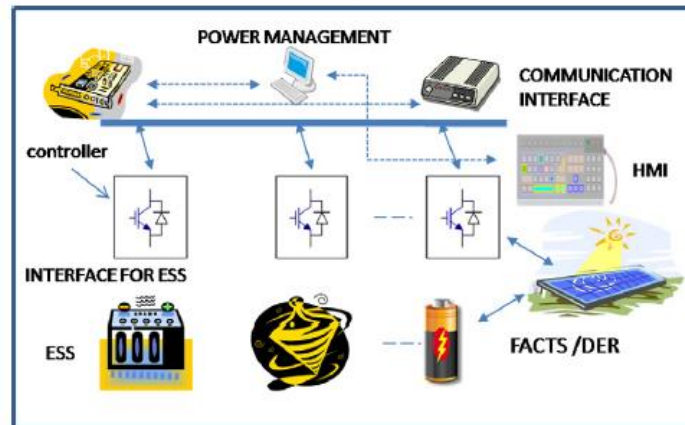 POWER MANAGEMENT
COMMUNICATION
INTERFACE
controller
HMI
INTERFACE FOR ESS
ESS
FACTS /DER